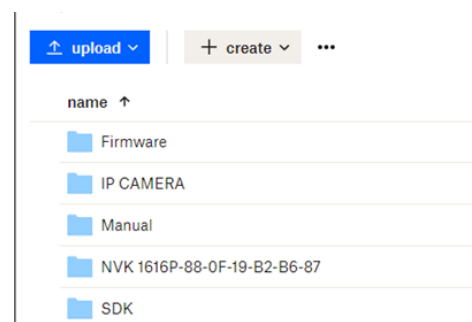 upload
+ create
•••
name ↑
Firmware
IP CAMERA
Manual
NVK 1616P-88-0F-19-B2-B6-87
SDK